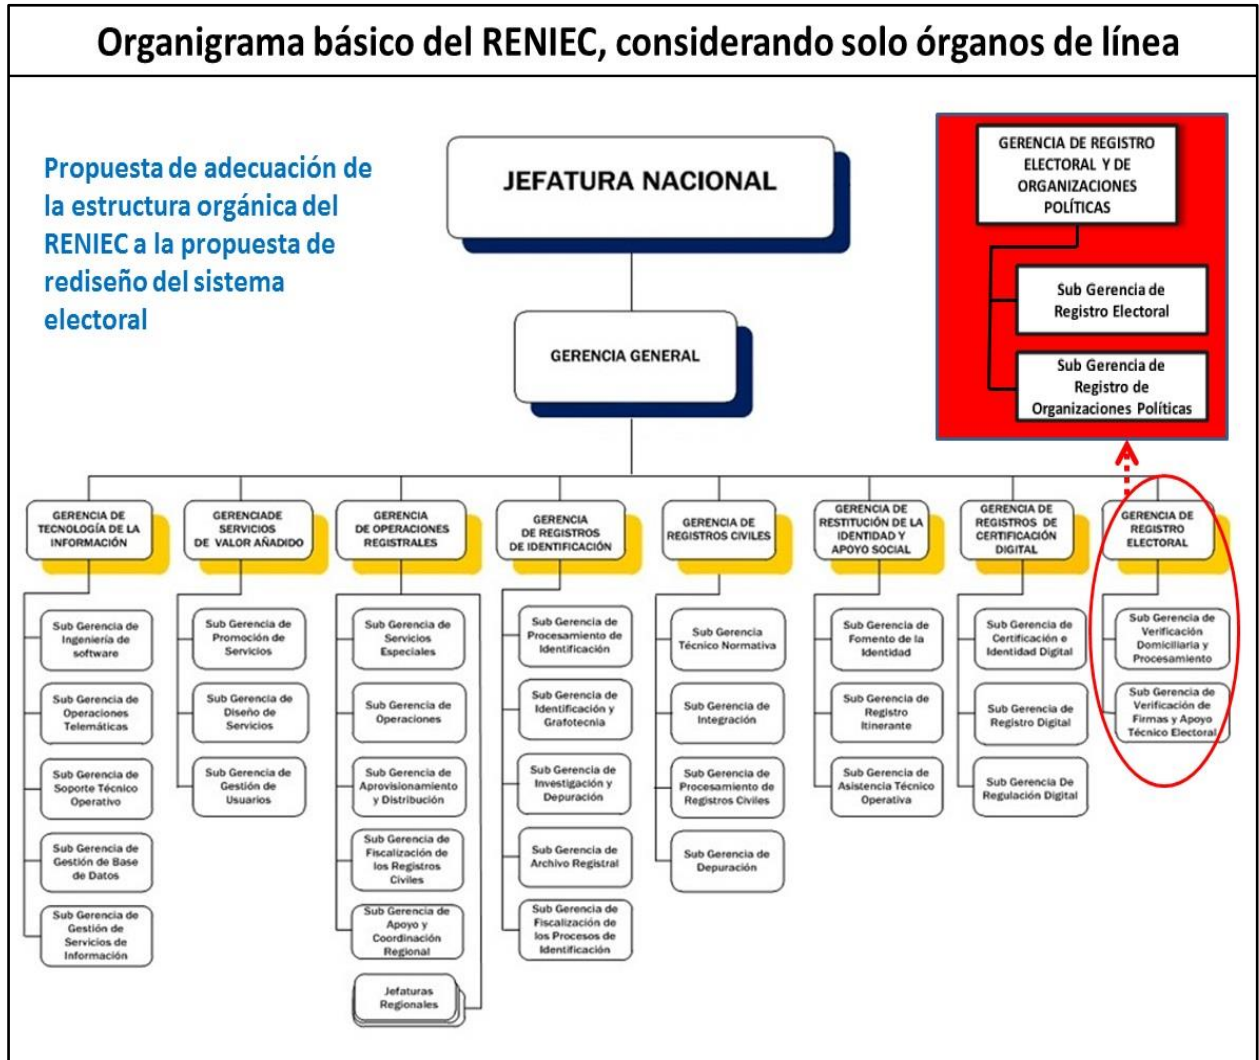 Organigrama básico del RENIEC, considerando solo órganos de línea
Propuesta de adecuación de
la estructura orgánica del
RENIEC a la propuesta de
rediseño del sistema
electoral
JEFATURA NACIONAL
GERENCIA GENERAL
GERENCIA DE REGISTRO
ELECTORAL Y DE
ORGANIZACIONES
POLÍTICAS
Sub Gerencia de
Registro Electoral
Sub Gerencia de
Registro de
Organizaciones Políticas
GERENCIA DE
TECNOLOGÍA DE LA
INFORMACIÓN
Sub Gerencia de
Ingeniería de
software
Sub Gerencia de
Operaciones
Telemáticas
Sub Gerencia de
Soporte Técnico
Operativo
Sub Gerencia de
Gestión de Base
de Datos
Sub Gerencia de
Gestión de
Servicios de
Información
GERENCIADE
SERVICIOS
DE VALOR AÑADIDO
Sub Gerencia de
Promoción de
Servicios
Sub Gerencia de
Diseño de
Servicios
Sub Gerencia de
Gestión de
Usuarios
GERENCIA
DE OPERACIONES
REGISTRALES
Sub Gerencia de
Servicios
Especiales
Sub Gerencia
de Operaciones
Sub Gerencia de
Aprovisionamiento
y Distribución
Sub Gerencia de
Fiscalización de
los Registros
Civiles
Sub Gerencia de
Apoyo y
Coordinación
Regional
Jefaturas
Regionales
GERENCIA
DE REGISTROS
DE IDENTIFICACIÓN
Sub Gerencia de
Procesamiento de
Identificación
Sub Gerencia de
Identificación y
Grafotecnia
Sub Gerencia de
Investigación y
Depuración
Sub Gerencia de
Archivo Registral
Sub Gerencia de
Fiscalización de
los Procesos de
Identificación
GERENCIA DE
REGISTROS CIVILES
Sub Gerencia
Técnico Normativa
Sub Gerencia de
Integración
Sub Gerencia de
Procesamiento de
Registros Civiles
Sub Gerencia de
Depuración
GERENCIA DE
RESTITUCIÓN DE LA
IDENTIDAD Y
APOYO SOCIAL
Sub Gerencia de
Fomento de la
Identidad
Sub Gerencia de
Registro
Itinerante
Sub Gerencia de
Asistencia Técnico
Operativa
GERENCIA DE
REGISTROS DE
CERTIFICACIÓN
DIGITAL
Sub Gerencia de
Certificación e
Identidad Digital
Sub Gerencia de
Registro Digital
Sub Gerencia De
Regulación Digital
GERENCIA DE
REGISTRO
ELECTORAL
Sub Gerencia de
Verificación
Domiciliaria y
Procesamiento
Sub Gerencia de
Verificación de
Firmas y Apoyo
Técnico Electoral